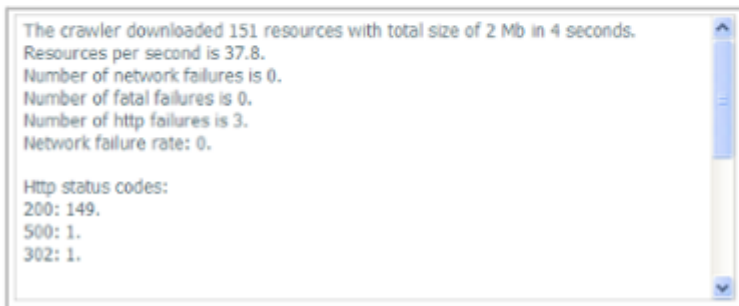 The crawler downloaded 151 resources with total size of 2 Mb in 4 seconds.
Resources per second is 37.8.
Number of network failures is 0.
Number of fatal failures is 0.
Number of http failures is 3.
Network failure rate: 0.
Http status codes:
200: 149.
500: 1.
302: 1.